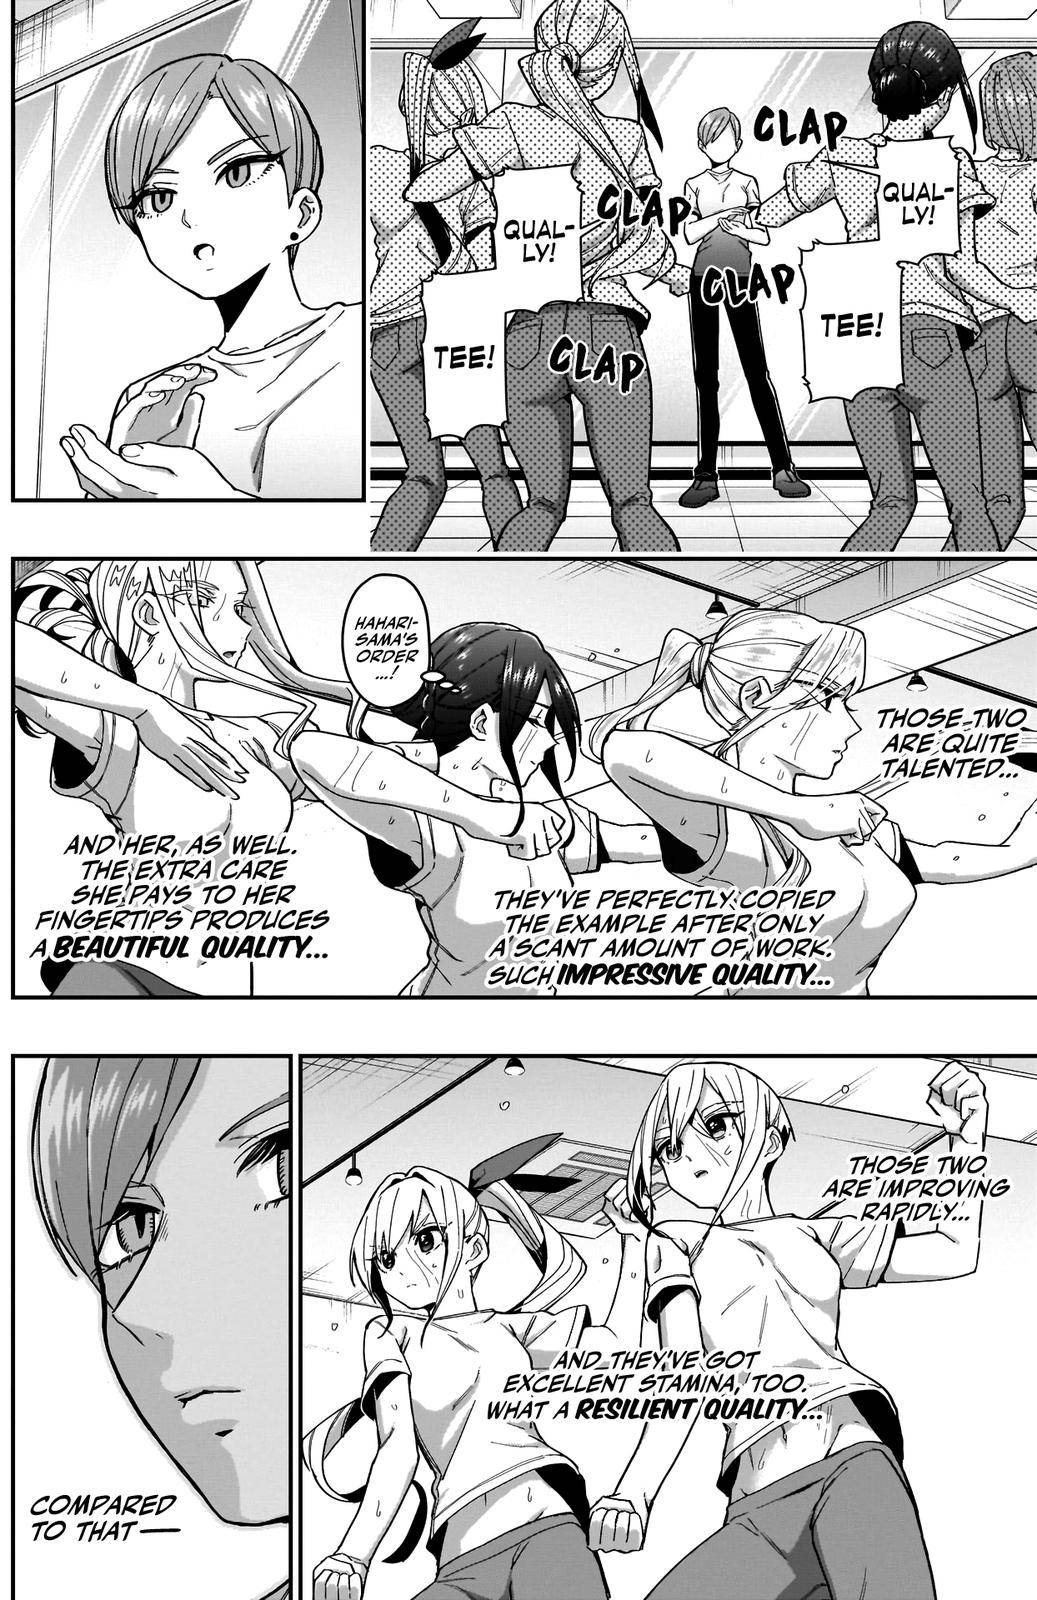 CLAP
QUAL-
LY!
TEE!
CLAP
CLAP
QUAL-
LY!
TEE!
CLAP
THOSE TWO
ARE QUITE
TALENTED...
HAHARI-
SAMA'S
ORDER
....!
THEY'VE PERFECTLY COPIED
THE EXAMPLE AFTER ONLY
A SCANT AMOUNT OF WORK.
SUCH IMPRESSIVE QUALITY...
AND HER, AS WELL.
THE EXTRA CARE
SHE PAYS TO HER
FINGERTIPS PRODUCES
A BEAUTIFUL QUALITY...
THOSE TWO
ARE IMPROVING
RAPIDLY...
AND THEY'VE GOT
EXCELLENT STAMINA, TOO.
WHAT A RESILIENT QUALITY...
COMPARED
TO THAT—